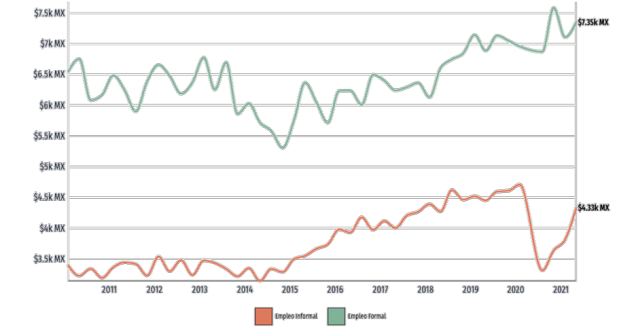 $7.5k MX
$7k MX
$6.5k MX
$6k MX
$5.5k MX
$5k MX
$4.5k MX
$4k MX
$3.5k MX
$7.35k MX
$4.33k MX
2011 2012 2013 2014 2015 2016 2017 2018 2019 2020 2021
Empleo Informal Empleo Formal